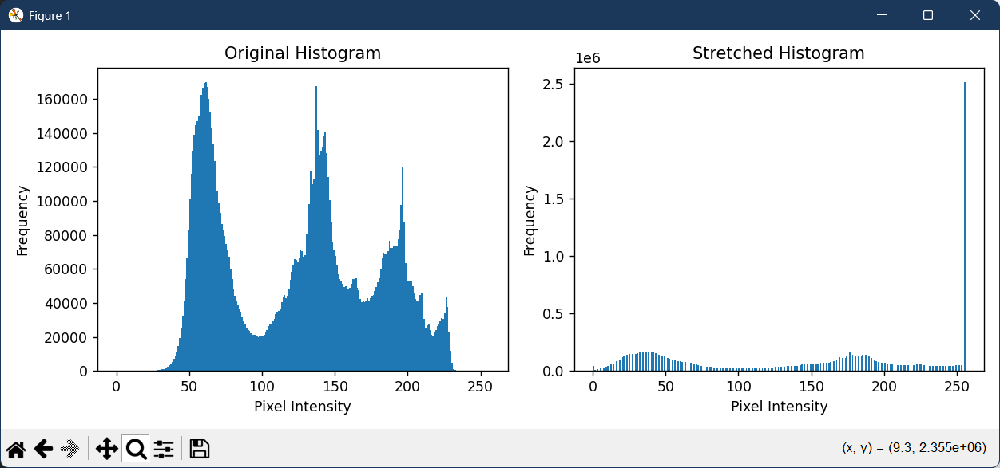 Figure 1
Original Histogram
160000
140000
120000
100000
80000
60000
40000
20000
0
Frequency
0 50 100 150 200 250
Pixel Intensity
1e6
Stretched Histogram
2.5
2.0
1.5
1.0
0.5
0.0
Frequency
0 50 100 150 200 250
Pixel Intensity
(x, y) = (9.3, 2.355e+06)